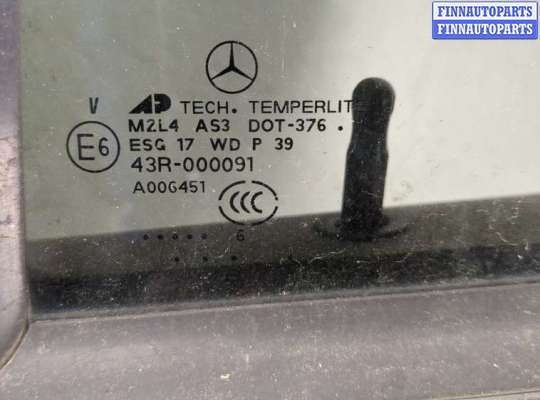 FINNAUTOPARTS
FINNAUTOPARTS
V AP TECH. TEMPERLITE
M2L4 AS3 DOT-376 .
E6 ESG 17 WD P 39
43R-000091
A006451
CCC
6